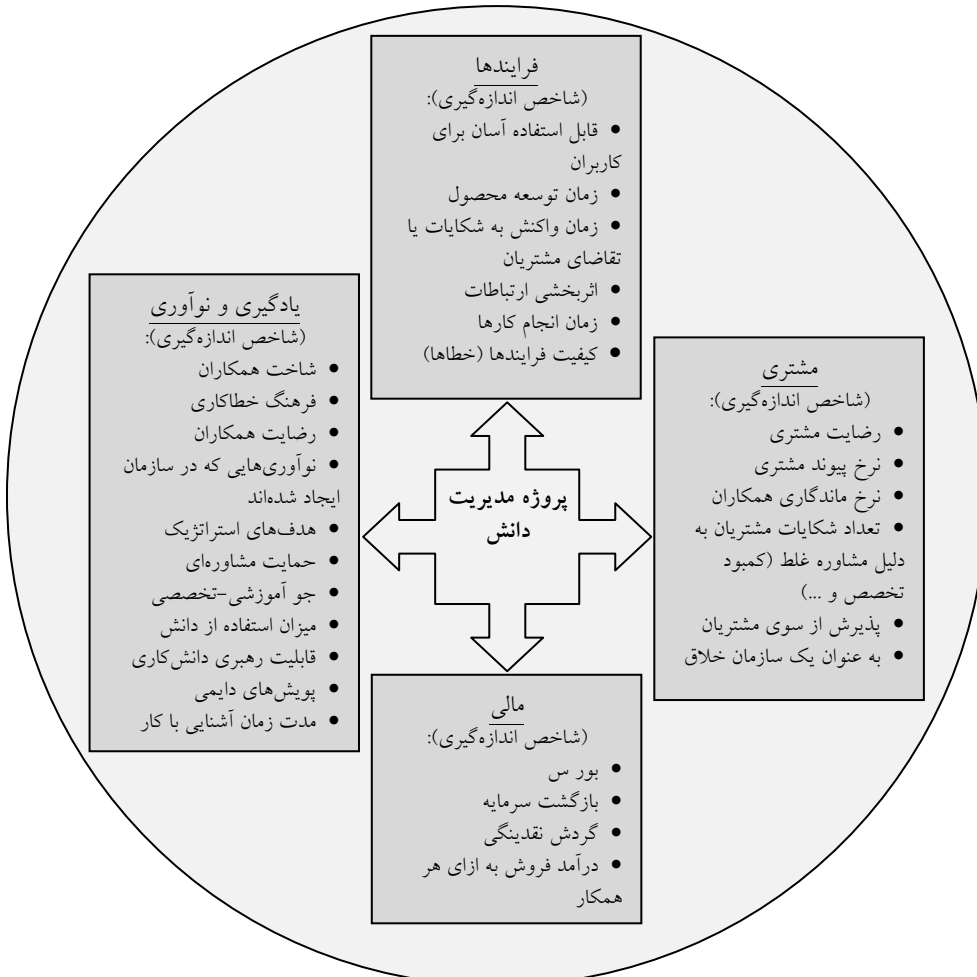 فرایندها
(شاخص اندازه‌گیری):
• قابل استفاده آسان برای
کاربران
• زمان توسعه محصول
• زمان واکنش به شکایات یا
تقاضای مشتریان
• اثربخشی ارتباطات
• زمان انجام کارها
• کیفیت فرایندها (خطاها)
یادگیری و نوآوری
(شاخص اندازه‌گیری):
• شاخت همکاران
• فرهنگ خطاکاری
• رضایت همکاران
• نوآوری‌هایی که در سازمان
ایجاد شده‌اند
• هدف‌های استراتژیک
• حمایت مشاوره‌ای
• جو آموزشی-تخصصی
• میزان استفاده از دانش
• قابلیت رهبری دانش‌کاری
• پویش‌های دایمی
• مدت زمان آشنایی با کار
پروژه مدیریت
دانش
مشتری
(شاخص اندازه‌گیری):
• رضایت مشتری
• نرخ پیوند مشتری
• نرخ ماندگاری همکاران
• تعداد شکایات مشتریان به
دلیل مشاوره غلط (کمبود
تخصص و ...)
• پذیرش از سوی مشتریان
• به عنوان یک سازمان خلاق
مالی
(شاخص اندازه‌گیری):
• بور س
• بازگشت سرمایه
• گردش نقدینگی
• درآمد فروش به ازای هر
همکار